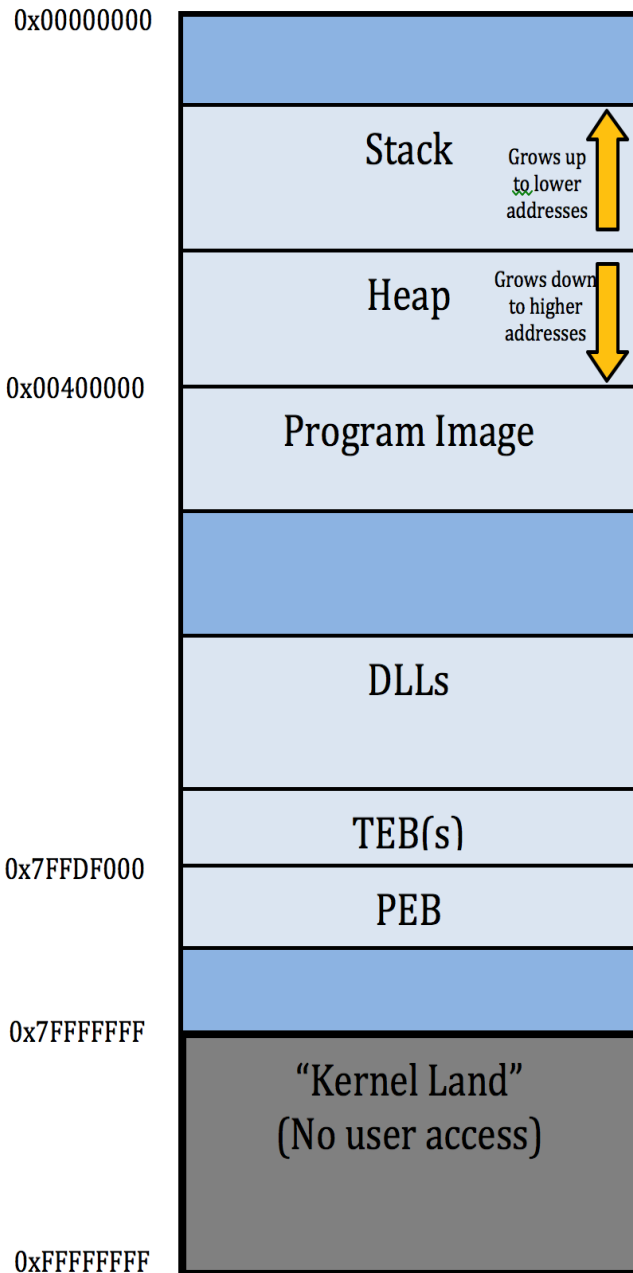 0x00000000
Stack
Grows up
to lower
addresses
Heap
Grows down
to higher
addresses
0x00400000
Program Image
DLLs
TEB(s)
0x7FFDF000
PEB
0x7FFFFFFF
“Kernel Land”
(No user access)
0xFFFFFFFF